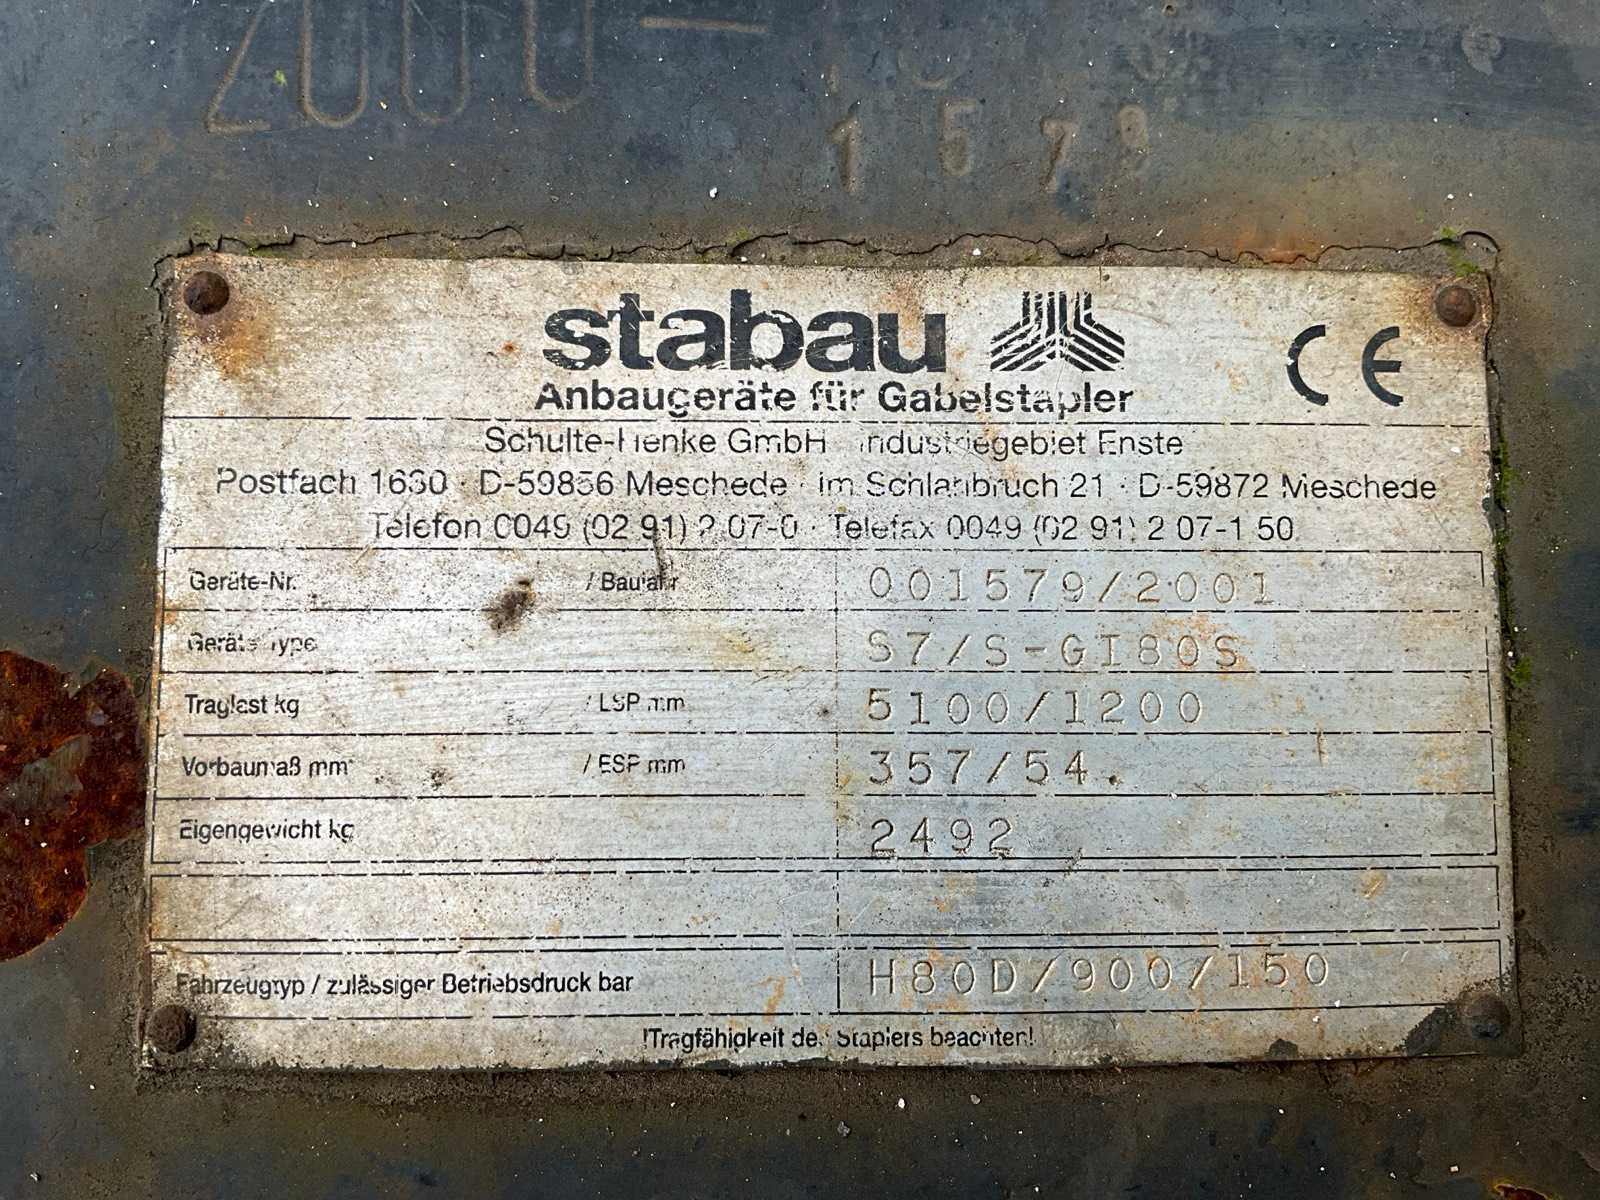 2000-
1579
stabau
CE
Anbaugeräte für Gabelstapler
Schulte-Henke GmbH Industriegebiet Enste
Postfach 1630 · D-59836 Meschede · Im Schlahbruch 21 · D-59872 Meschede
Telefon 0049 (02 91) 2 07-0 · Telefax 0049 (02 91) 2 07-1 50
Geräte-Nr. / Baujahr 001579/2001
Geräte Type S7/S-GI80S
Traglast kg / LSP mm 5100/1200
Vorbaumaß mm / ESP mm 357/54.
Eigengewicht kg 2492
Fahrzeugtyp / zulässiger Betriebsdruck bar H80D/900/150
!Tragfähigkeit des Staplers beachten!